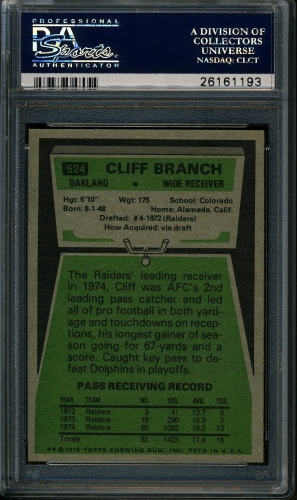 PSA Sports
AUTHENTICATOR
A DIVISION OF
COLLECTORS
UNIVERSE
NASDAQ: CLCT
26161193
524 CLIFF BRANCH
OAKLAND • WIDE RECEIVER
Hgt: 5'10" Wgt: 175 School: Colorado
Born: 8-1-48 Home: Alameda, Calif.
Drafted: #4-1972 (Raiders)
How Acquired: via draft
The Raiders' leading receiver
in 1974, Cliff was AFC's 2nd
leading pass catcher and led
all of pro football in both yard-
age and touchdowns on recep-
tions, his longest gainer of sea-
son going for 67-yards and a
score. Caught key pass to de-
feat Dolphins in playoffs.
PASS RECEIVING RECORD
YEAR TEAM NO. YDS. AVG. TDS
1972 Raiders 3 41 13.7 0
1973 Raiders 19 290 15.3 3
1974 Raiders 60 1092 18.2 13
Totals 82 1423 17.4 16
© 1975 TOPPS CHEWING GUM, INC. PRTD IN U.S.A.